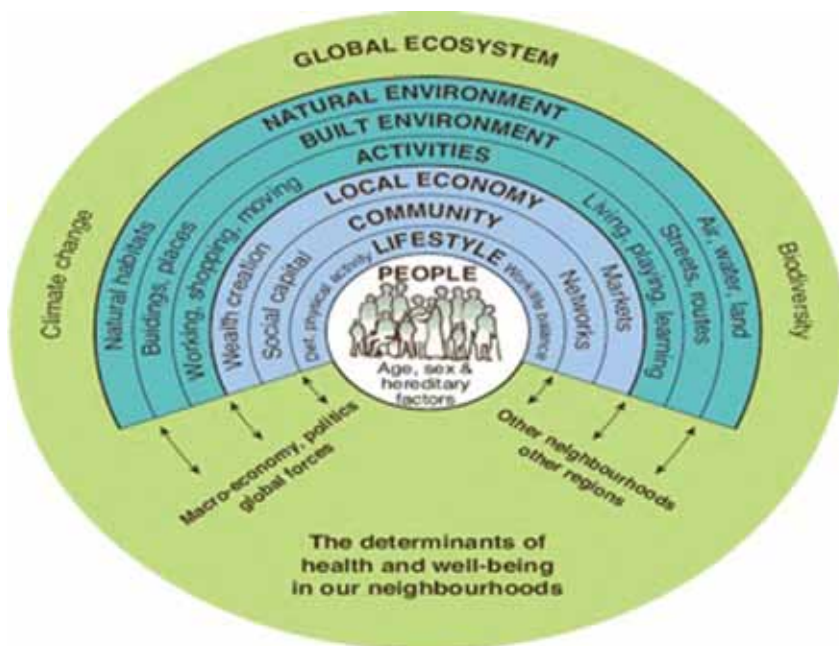 GLOBAL ECOSYSTEM
NATURAL ENVIRONMENT
BUILT ENVIRONMENT
ACTIVITIES
LOCAL ECONOMY
COMMUNITY
LIFESTYLE
PEOPLE
Age, sex &
hereditary
factors
Climate change
Natural habitats
Buidings, places
Working, shopping, moving
Wealth creation
Social capital
Diet, physical, activity
Work/life balance
Networks
Markets
Living, playing, learning
Streets, routes
Air, water, land
Biodiversity
Macro-economy, politics
global forces
Other neighbourhoods
other regions
The determinants of
health and well-being
in our neighbourhoods